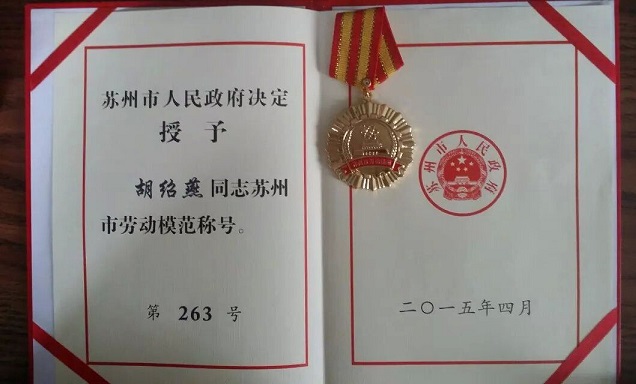 苏州市人民政府决定
授予
胡绍燕同志苏州
市劳动模范称号。
第 263 号
苏州市人民政府
二〇一五年四月